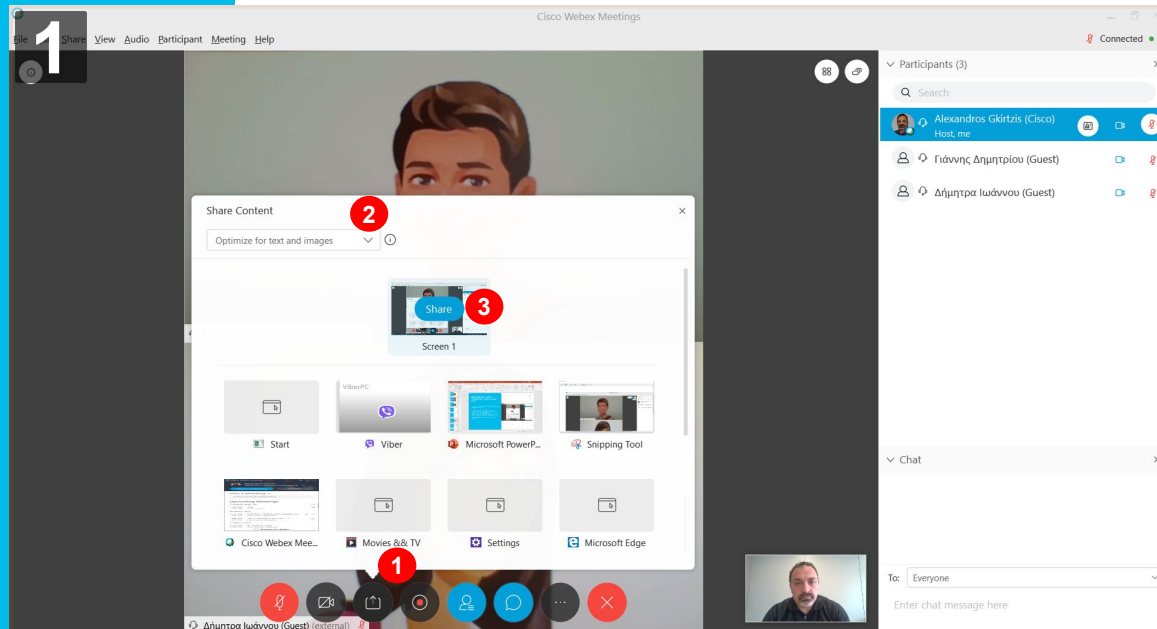 1
Cisco Webex Meetings
File
Share View Audio Participant Meeting Help
Connected
Participants (3)
Search
Alexandros Gkirtzis (Cisco)
Host, me
Γιάννης Δημητρίου (Guest)
Δήμητρα Ιωάννου (Guest)
Share Content
2
Optimize for text and images
Share
3
Screen 1
ViberPC
Start
Viber
Microsoft PowerP...
Snipping Tool
Cisco Webex Mee...
Movies && TV
Settings
Microsoft Edge
1
Chat
To: Everyone
Enter chat message here
Δήμητρα Ιωάννου (Guest) (external)